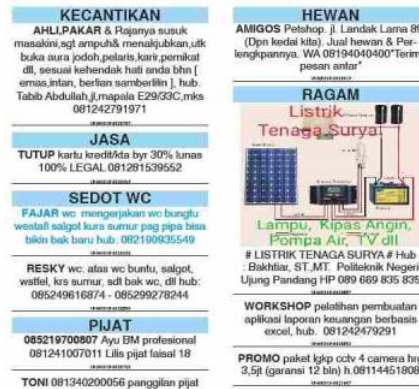 KECANTIKAN
AHLI,PAKAR & Rajanya susuk
masakini,sgt ampuh& menakjubkan,utk
buka aura jodoh,pelaris,karir,pemikat
dll, sesuai kehendak hati anda bhn [
emas,intan, berlian samberlilin ], hub.
Tabib Abdullah,jl,mapala E29/33C,mks
081242791971
JASA
TUTUP kartu kredit/kta byr 30% lunas
100% LEGAL 081281539552
SEDOT WC
FAJAR wc mengerjakan wc bungtu
westafl salgot kurs sumur pag pipa bisa
bikin bak baru hub: 082190935549
RESKY wc. atas wc buntu, salgot,
wstfel, krs sumur, sdt bak wc, dll hub:
085249616874 - 085299278244
PIJAT
085219700807 Ayu BM profesional
081241007011 Lilis pijat faisal 18
TONI 081340200056 panggilan pijat
HEWAN
AMIGOS Petshop. jl. Landak Lama 89
(Dpn kedai kita). Jual hewan & Per-
lengkapannya. WA 08194040400"Terim
pesan antar"
RAGAM
Listrik
Tenaga Surya!
Lampu, Kipas Angin,
Pompa Air, TV dll
# LISTRIK TENAGA SURYA # Hub
: Bakhtiar, ST.,MT. Politeknik Negeri
Ujung Pandang HP 089 669 835 835
WORKSHOP pelatihan pembuatan
aplikasi laporan keuangan berbasis
excel, hub. 081242479291
PROMO paket lgkp cctv 4 camera hrg
3,5jt (garansi 12 bln) h.0811445180